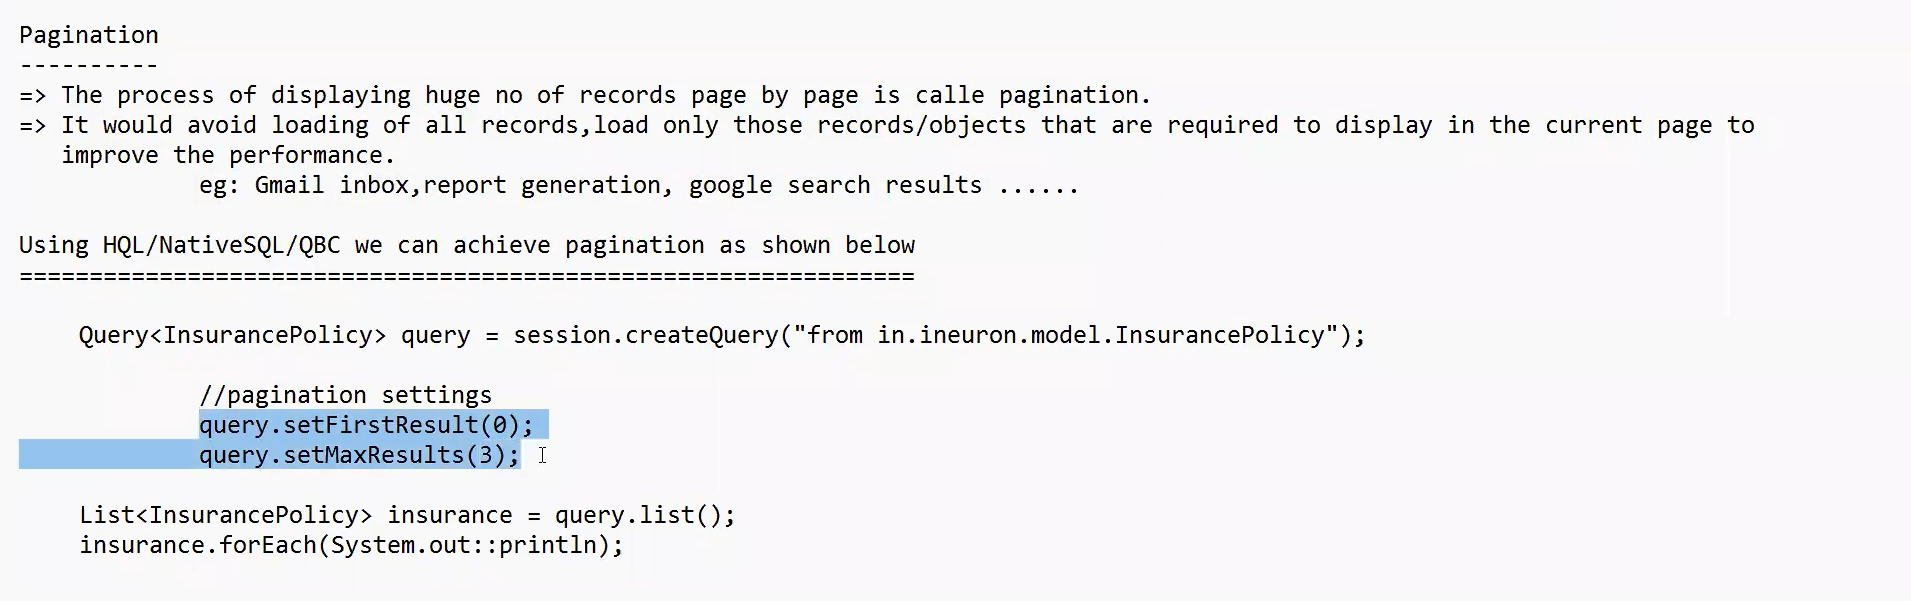 Pagination
----------
=> The process of displaying huge no of records page by page is calle pagination.
=> It would avoid loading of all records,load only those records/objects that are required to display in the current page to
improve the performance.
eg: Gmail inbox,report generation, google search results ......
Using HQL/NativeSQL/QBC we can achieve pagination as shown below
================================================================
Query<InsurancePolicy> query = session.createQuery("from in.ineuron.model.InsurancePolicy");
//pagination settings
query.setFirstResult(0);
query.setMaxResults(3);
List<InsurancePolicy> insurance = query.list();
insurance.forEach(System.out::println);